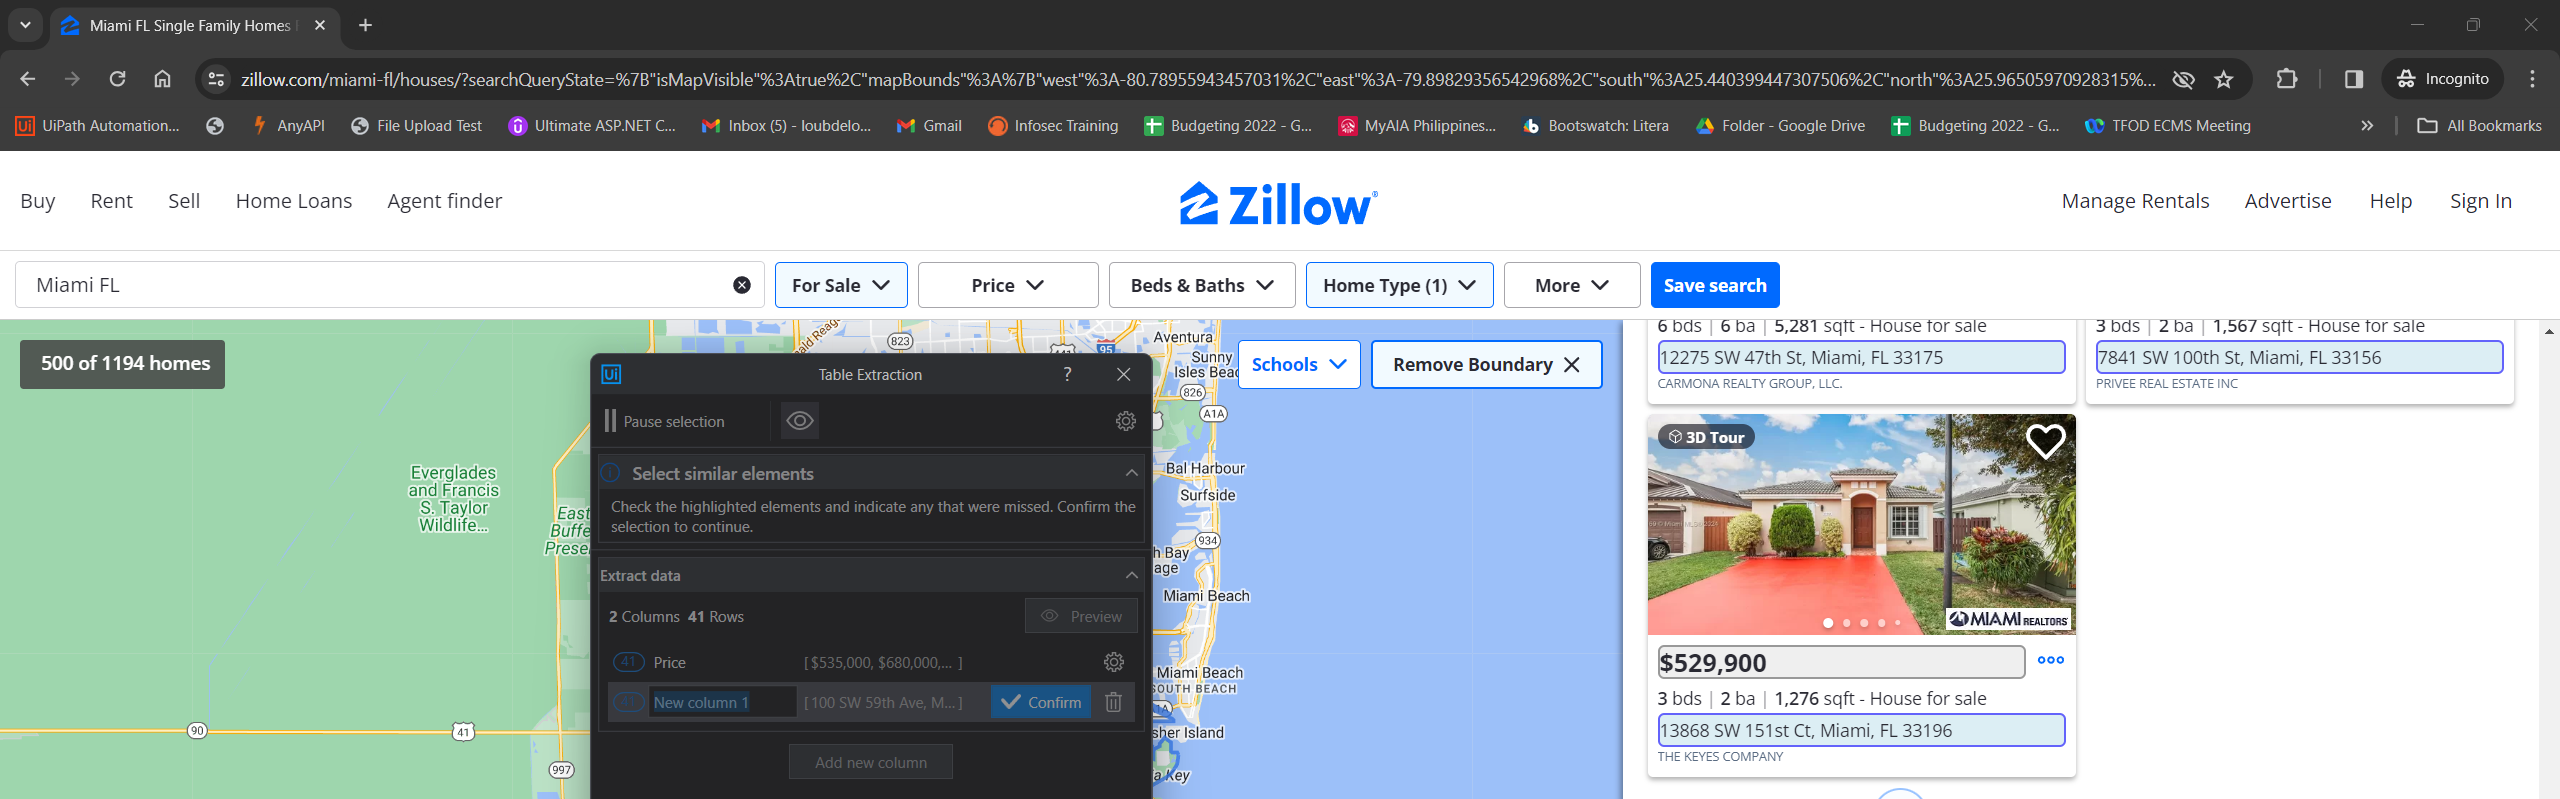 Miami FL Single Family Homes
zillow.com/miami-fl/houses/?searchQueryState=%7B"isMapVisible"%3Atrue%2C"mapBounds"%3A%7B"west"%3A-80.78955943457031%2C"east"%3A-79.89829356542968%2C"south"%3A25.440399447307506%2C"north"%3A25.96505970928315%...
Incognito
UiPath Automation...
AnyAPI
File Upload Test
Ultimate ASP.NET C...
Inbox (5) - loubdelo...
Gmail
Infosec Training
Budgeting 2022 - G...
MyAIA Philippines...
Bootswatch: Litera
Folder - Google Drive
Budgeting 2022 - G...
TFOD ECMS Meeting
All Bookmarks
Buy Rent Sell Home Loans Agent finder
Zillow
Manage Rentals Advertise Help Sign In
Miami FL
For Sale
Price
Beds & Baths
Home Type (1)
More
Save search
500 of 1194 homes
Everglades
and Francis
S. Taylor
Wildlife...
East
Buffe
Prese
90
41
997
823
441
95
Aventura
Sunny
Isles Beac
826
A1A
Bal Harbour
Surfside
934
h Bay
age
Miami Beach
Miami Beach
SOUTH BEACH
1A
sher Island
a Key
Schools
Remove Boundary
Ui
Table Extraction
?
Pause selection
Select similar elements
Check the highlighted elements and indicate any that were missed. Confirm the
selection to continue.
Extract data
2 Columns 41 Rows
Preview
41 Price [ $535,000, $680,000,... ]
41 New column 1 [ 100 SW 59th Ave, M... ] Confirm
Add new column
6 bds | 6 ba | 5,281 sqft - House for sale
12275 SW 47th St, Miami, FL 33175
CARMONA REALTY GROUP, LLC.
3 bds | 2 ba | 1,567 sqft - House for sale
7841 SW 100th St, Miami, FL 33156
PRIVEE REAL ESTATE INC
3D Tour
MIAMI REALTORS
$529,900
3 bds | 2 ba | 1,276 sqft - House for sale
13868 SW 151st Ct, Miami, FL 33196
THE KEYES COMPANY